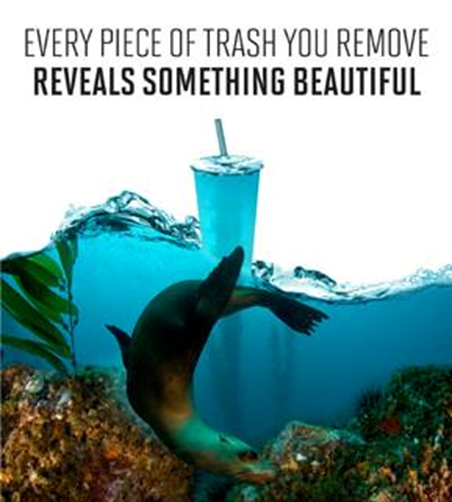 EVERY PIECE OF TRASH YOU REMOVE
REVEALS SOMETHING BEAUTIFUL